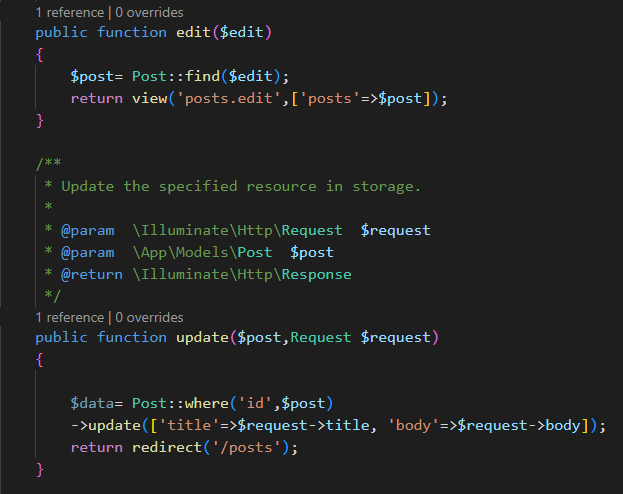 1 reference | 0 overrides
public function edit($edit)
{
$post= Post::find($edit);
return view('posts.edit',['posts'=>$post]);
}
/**
* Update the specified resource in storage.
*
* @param  \Illuminate\Http\Request  $request
* @param  \App\Models\Post  $post
* @return \Illuminate\Http\Response
*/
1 reference | 0 overrides
public function update($post,Request $request)
{
$data= Post::where('id',$post)
->update(['title'=>$request->title, 'body'=>$request->body]);
return redirect('/posts');
}